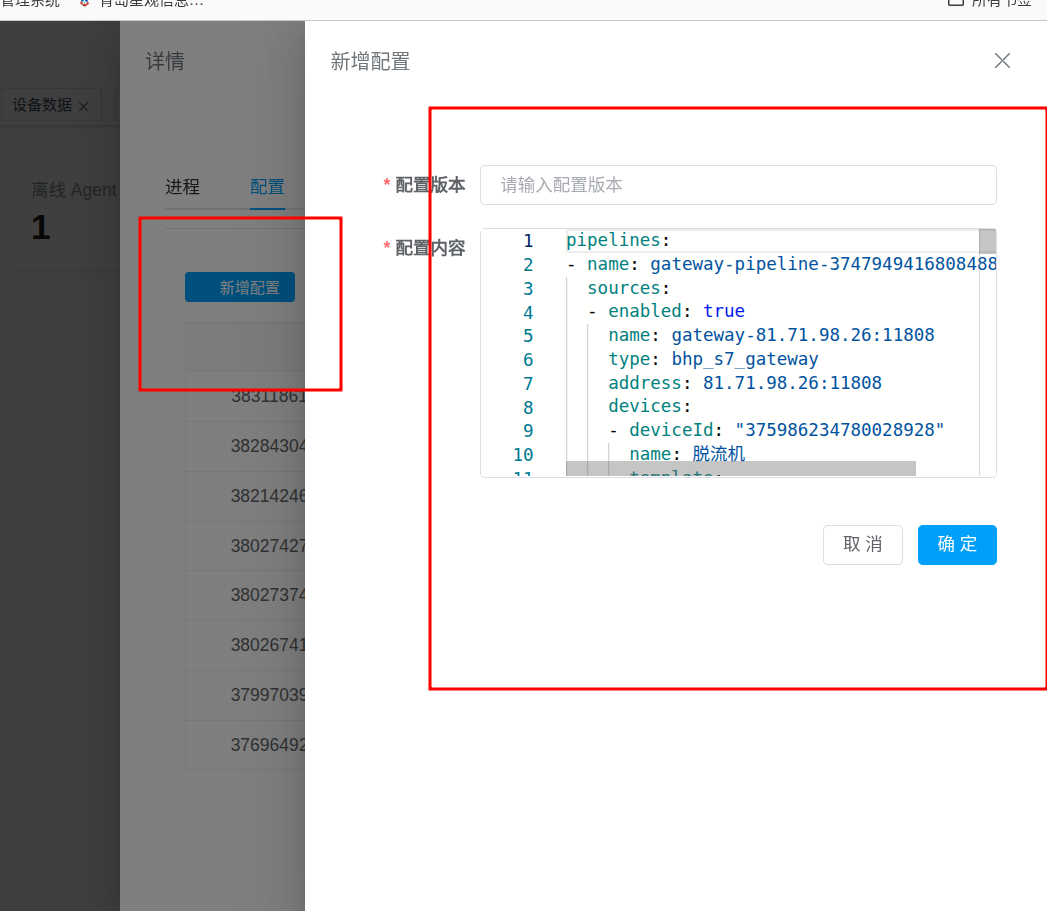 管理系统 青岛星观信息… 所有书签
详情
新增配置
设备数据
离线 Agent
1
进程
配置
新增配置
38311861
38284304
38214246
38027427
38027374
38026741
37997039
37696492
* 配置版本
请输入配置版本
* 配置内容
1 pipelines:
2 - name: gateway-pipeline-3747949416808488
3 sources:
4 - enabled: true
5 name: gateway-81.71.98.26:11808
6 type: bhp_s7_gateway
7 address: 81.71.98.26:11808
8 devices:
9 - deviceId: "375986234780028928"
10 name: 脱流机
11 template:
取 消
确 定